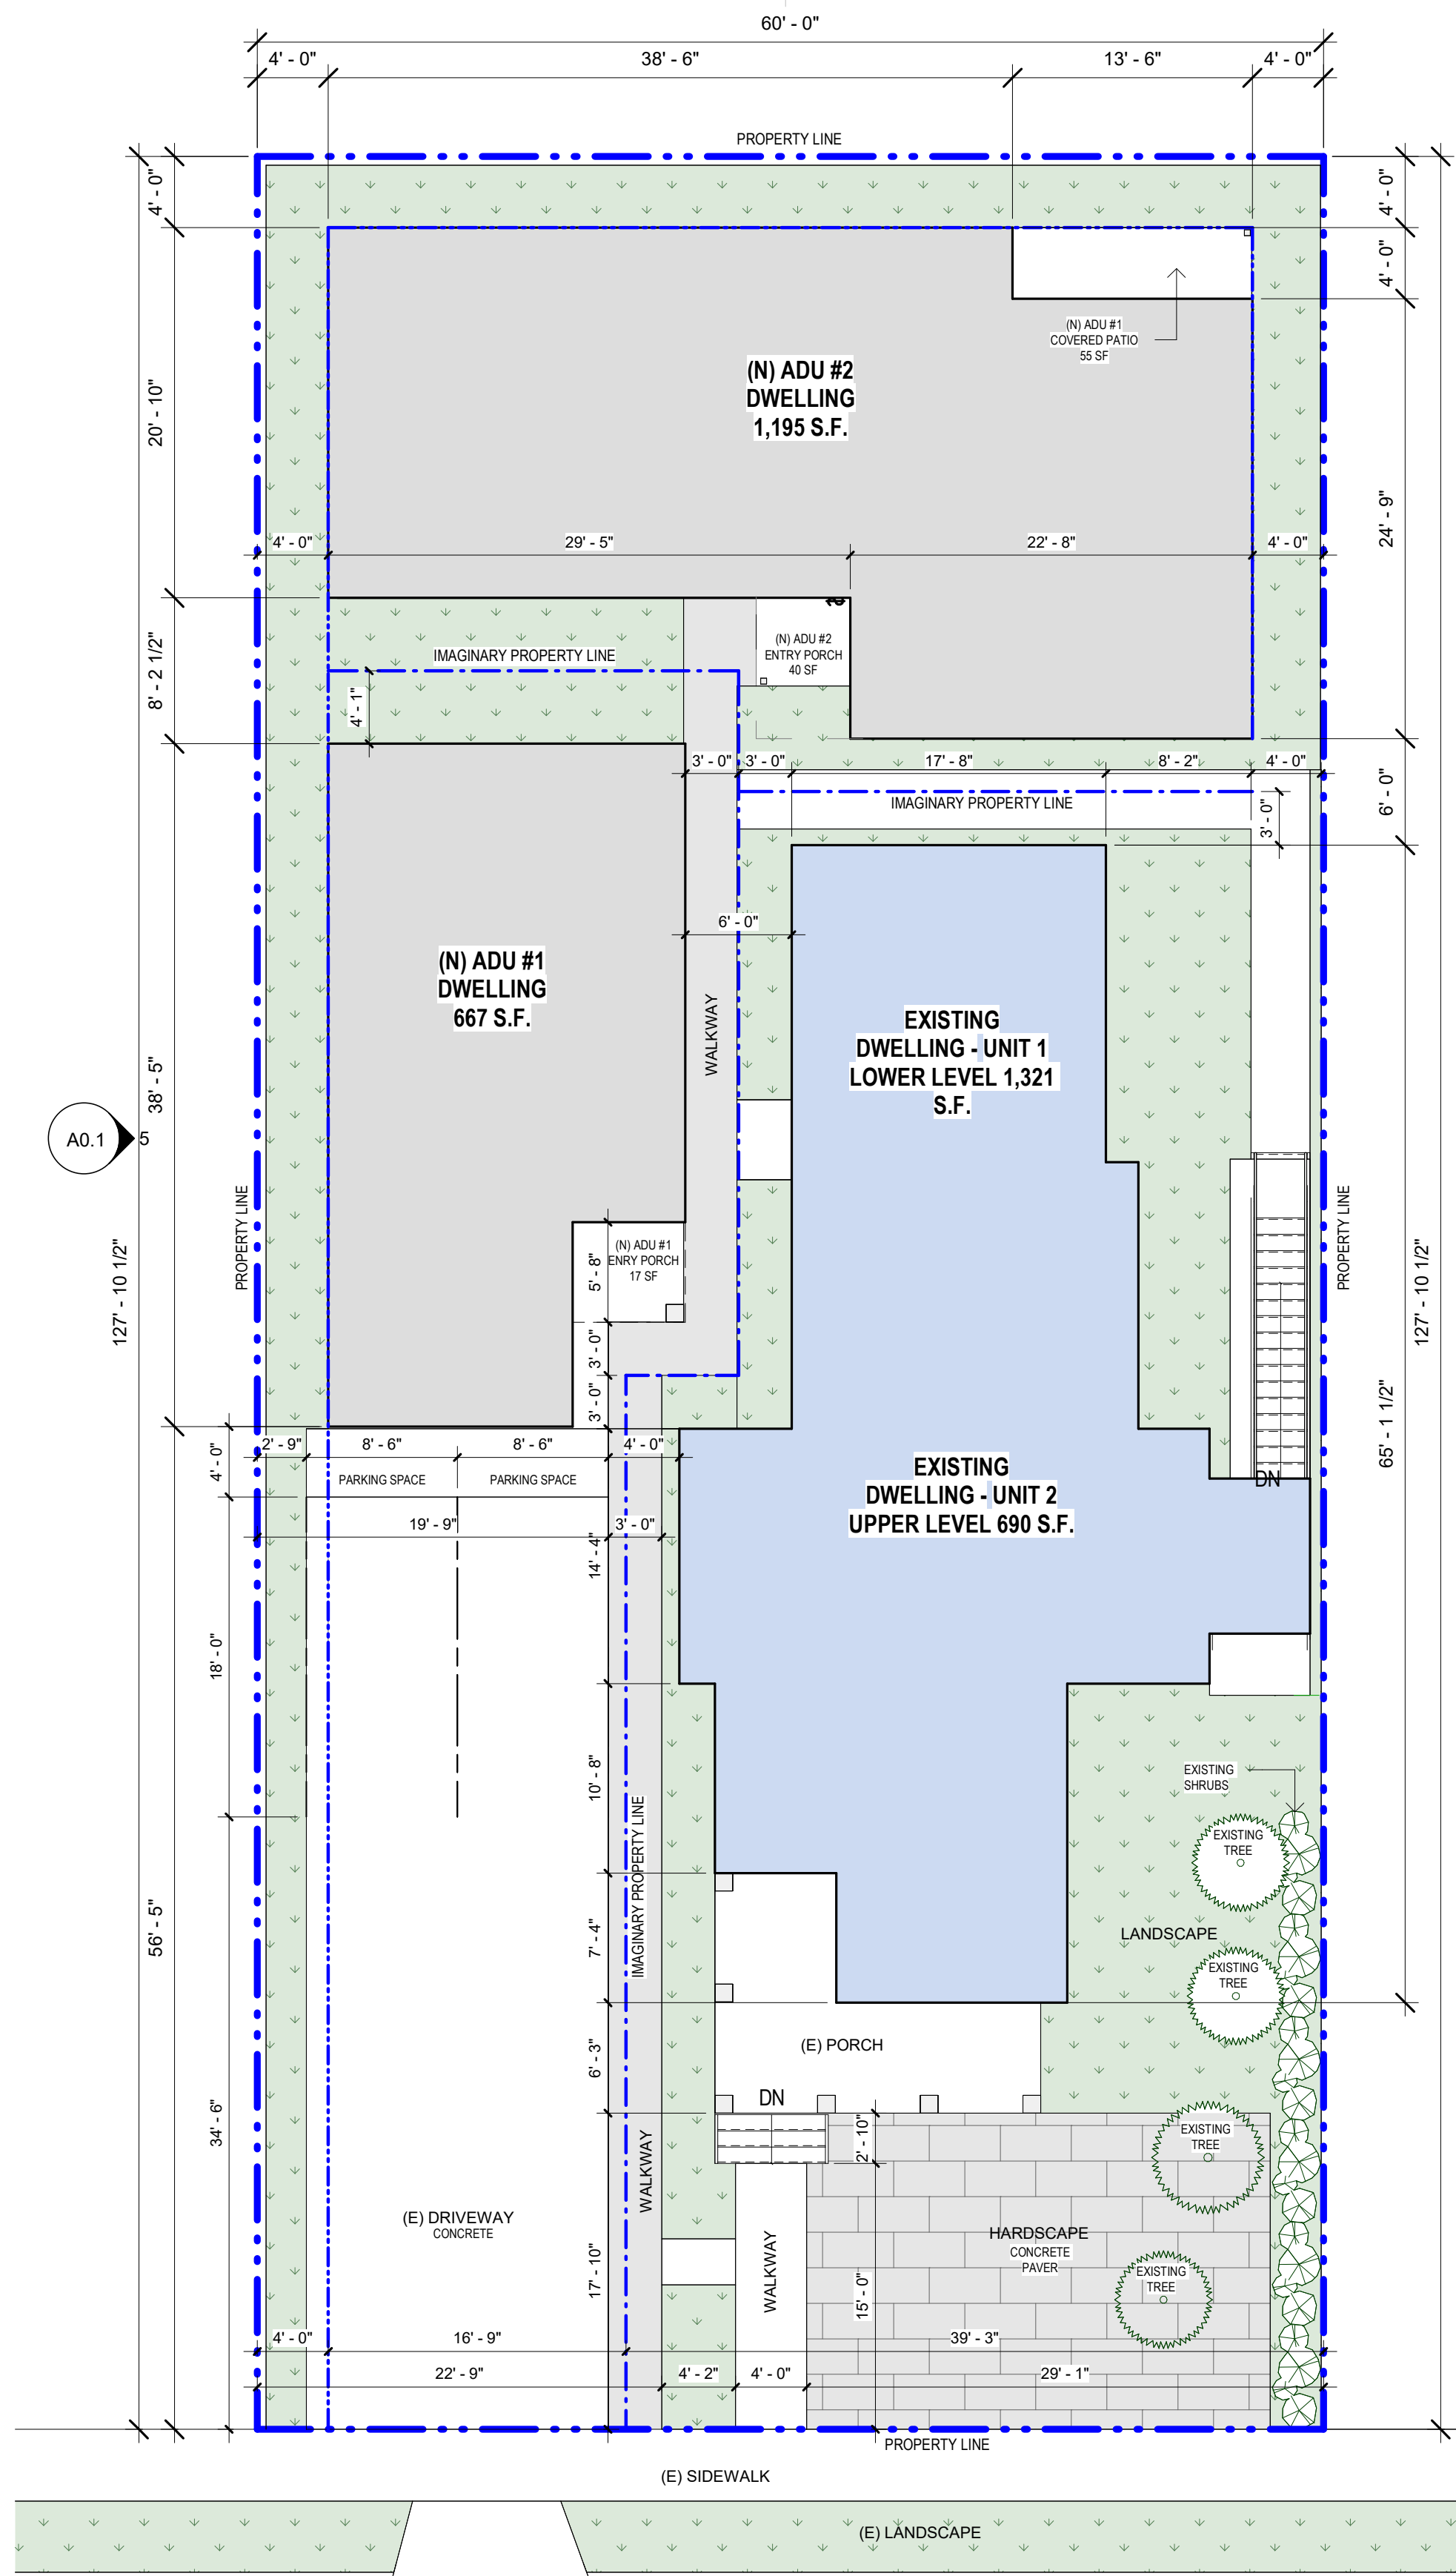 60' - 0"
4' - 0"
38' - 6"
13' - 6"
4' - 0"
PROPERTY LINE
4' - 0"
4' - 0"
4' - 0"
(N) ADU #1
COVERED PATIO
55 SF
(N) ADU #2
DWELLING
1,195 S.F.
20' - 10"
24' - 9"
4' - 0"
29' - 5"
22' - 8"
4' - 0"
(N) ADU #2
ENTRY PORCH
40 SF
IMAGINARY PROPERTY LINE
8' - 2 1/2"
4' - 1"
3' - 0"
3' - 0"
17' - 8"
8' - 2"
4' - 0"
IMAGINARY PROPERTY LINE
3' - 0"
6' - 0"
6' - 0"
(N) ADU #1
DWELLING
667 S.F.
WALKWAY
EXISTING
DWELLING - UNIT 1
LOWER LEVEL 1,321
S.F.
38' - 5"
A0.1
5
PROPERTY LINE
PROPERTY LINE
127' - 10 1/2"
127' - 10 1/2"
(N) ADU #1
ENRY PORCH
17 SF
5' - 8"
3' - 0"
3' - 0"
65' - 1 1/2"
2' - 9"
8' - 6"
8' - 6"
4' - 0"
4' - 0"
PARKING SPACE
PARKING SPACE
EXISTING
DWELLING - UNIT 2
UPPER LEVEL 690 S.F.
DN
19' - 9"
3' - 0"
14' - 4"
18' - 0"
10' - 8"
EXISTING
SHRUBS
EXISTING
TREE
IMAGINARY PROPERTY LINE
56' - 5"
7' - 4"
LANDSCAPE
EXISTING
TREE
(E) PORCH
6' - 3"
DN
34' - 6"
2' - 10"
EXISTING
TREE
WALKWAY
(E) DRIVEWAY
CONCRETE
HARDSCAPE
CONCRETE
PAVER
WALKWAY
17' - 10"
15' - 0"
EXISTING
TREE
4' - 0"
16' - 9"
39' - 3"
22' - 9"
4' - 2"
4' - 0"
29' - 1"
PROPERTY LINE
(E) SIDEWALK
(E) LANDSCAPE